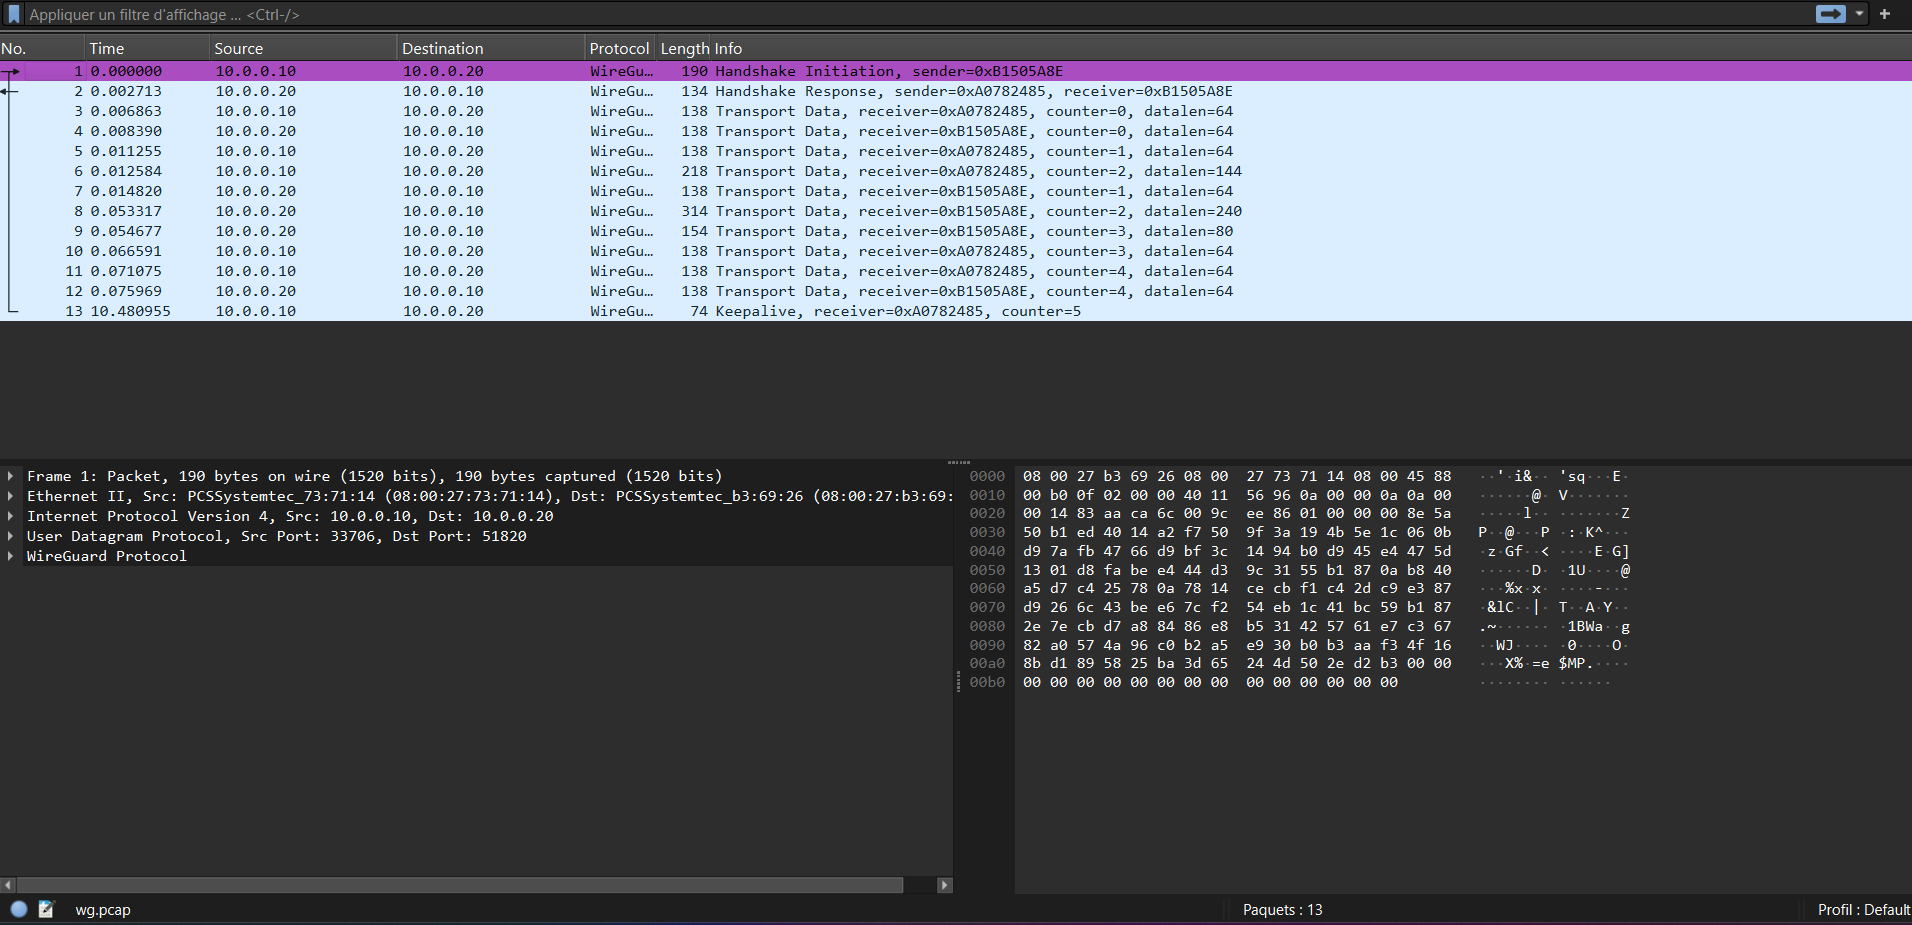 Appliquer un filtre d'affichage ... <Ctrl-/>
No. Time Source Destination Protocol Length Info
1 0.000000 10.0.0.10 10.0.0.20 WireGu… 190 Handshake Initiation, sender=0xB1505A8E
2 0.002713 10.0.0.20 10.0.0.10 WireGu… 134 Handshake Response, sender=0xA0782485, receiver=0xB1505A8E
3 0.006863 10.0.0.10 10.0.0.20 WireGu… 138 Transport Data, receiver=0xA0782485, counter=0, datalen=64
4 0.008390 10.0.0.20 10.0.0.10 WireGu… 138 Transport Data, receiver=0xB1505A8E, counter=0, datalen=64
5 0.011255 10.0.0.10 10.0.0.20 WireGu… 138 Transport Data, receiver=0xA0782485, counter=1, datalen=64
6 0.012584 10.0.0.10 10.0.0.20 WireGu… 218 Transport Data, receiver=0xA0782485, counter=2, datalen=144
7 0.014820 10.0.0.20 10.0.0.10 WireGu… 138 Transport Data, receiver=0xB1505A8E, counter=1, datalen=64
8 0.053317 10.0.0.20 10.0.0.10 WireGu… 314 Transport Data, receiver=0xB1505A8E, counter=2, datalen=240
9 0.054677 10.0.0.20 10.0.0.10 WireGu… 154 Transport Data, receiver=0xB1505A8E, counter=3, datalen=80
10 0.066591 10.0.0.10 10.0.0.20 WireGu… 138 Transport Data, receiver=0xA0782485, counter=3, datalen=64
11 0.071075 10.0.0.10 10.0.0.20 WireGu… 138 Transport Data, receiver=0xA0782485, counter=4, datalen=64
12 0.075969 10.0.0.20 10.0.0.10 WireGu… 138 Transport Data, receiver=0xB1505A8E, counter=4, datalen=64
13 10.480955 10.0.0.10 10.0.0.20 WireGu… 74 Keepalive, receiver=0xA0782485, counter=5
Frame 1: Packet, 190 bytes on wire (1520 bits), 190 bytes captured (1520 bits)
Ethernet II, Src: PCSSystemtec_73:71:14 (08:00:27:73:71:14), Dst: PCSSystemtec_b3:69:26 (08:00:27:b3:69:
Internet Protocol Version 4, Src: 10.0.0.10, Dst: 10.0.0.20
User Datagram Protocol, Src Port: 33706, Dst Port: 51820
WireGuard Protocol
0000 08 00 27 b3 69 26 08 00 27 73 71 14 08 00 45 88 ··'·i&·· 'sq···E·
0010 00 b0 0f 02 00 00 40 11 56 96 0a 00 00 0a 0a 00 ······@· V·······
0020 00 14 83 aa ca 6c 00 9c ee 86 01 00 00 00 8e 5a ·····l·· ·······Z
0030 50 b1 ed 40 14 a2 f7 50 9f 3a 19 4b 5e 1c 06 0b P··@···P ·:·K^···
0040 d9 7a fb 47 66 d9 bf 3c 14 94 b0 d9 45 e4 47 5d ·z·Gf··< ····E·G]
0050 13 01 d8 fa be e4 44 d3 9c 31 55 b1 87 0a b8 40 ······D· ·1U····@
0060 a5 d7 c4 25 78 0a 78 14 ce cb f1 c4 2d c9 e3 87 ···%x·x· ····-···
0070 d9 26 6c 43 be e6 7c f2 54 eb 1c 41 bc 59 b1 87 ·&lC··|· T··A·Y··
0080 2e 7e cb d7 a8 84 86 e8 b5 31 42 57 61 e7 c3 67 .~······ ·1BWa··g
0090 82 a0 57 4a 96 c0 b2 a5 e9 30 b0 b3 aa f3 4f 16 ··WJ···· ·0····O·
00a0 8b d1 89 58 25 ba 3d 65 24 4d 50 2e d2 b3 00 00 ···X%·=e $MP.····
00b0 00 00 00 00 00 00 00 00 00 00 00 00 00 00 ········ ······
wg.pcap Paquets : 13 Profil : Default